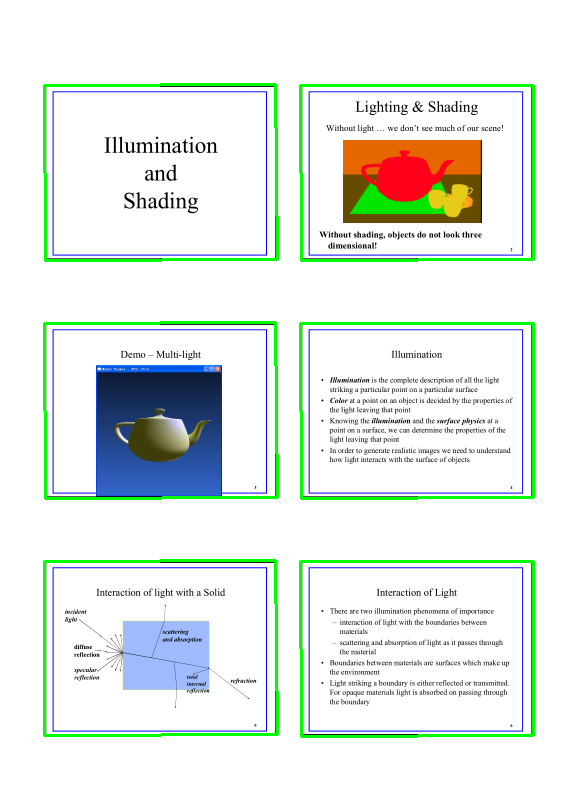 Illumination
and
Shading
Lighting & Shading
Without light … we don't see much of our scene!
Without shading, objects do not look three
dimensional!
2
Demo – Multi-light
3
Illumination
• Illumination is the complete description of all the light
striking a particular point on a particular surface
• Color at a point on an object is decided by the properties of
the light leaving that point
• Knowing the illumination and the surface physics at a
point on a surface, we can determine the properties of the
light leaving that point
• In order to generate realistic images we need to understand
how light interacts with the surface of objects
4
Interaction of light with a Solid
incident
light
scattering
and absorption
diffuse
reflection
specular
reflection
total
internal
reflection
refraction
5
Interaction of Light
• There are two illumination phenomena of importance
– interaction of light with the boundaries between
materials
– scattering and absorption of light as it passes through
the material
• Boundaries between materials are surfaces which make up
the environment
• Light striking a boundary is either reflected or transmitted.
For opaque materials light is absorbed on passing through
the boundary
6